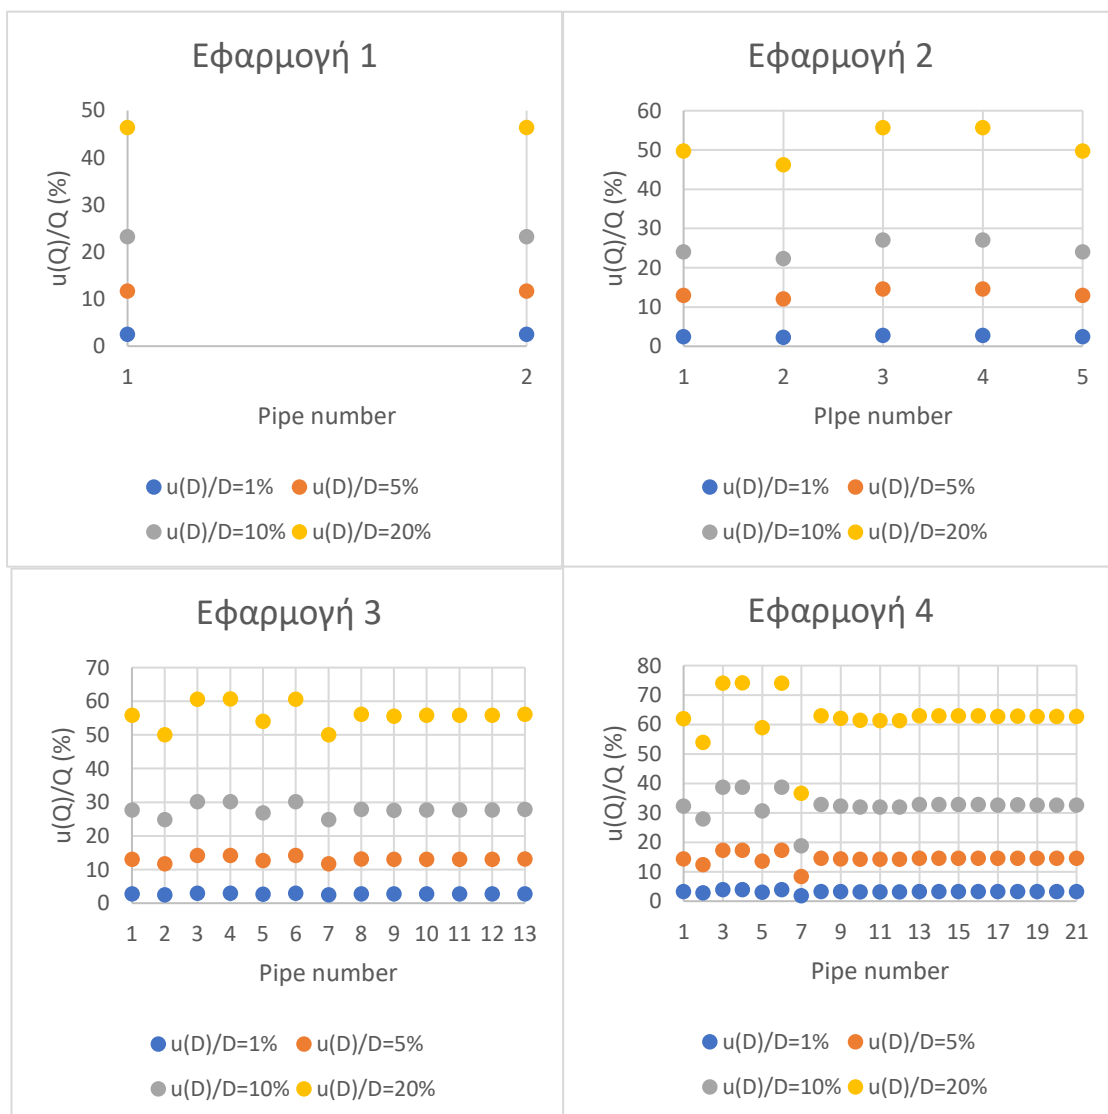 Εφαρμογή 1
50
40
30
20
10
0
u(Q)/Q (%)
1 2
Pipe number
u(D)/D=1% u(D)/D=5%
u(D)/D=10% u(D)/D=20%
Εφαρμογή 2
60
50
40
30
20
10
0
u(Q)/Q (%)
1 2 3 4 5
PIpe number
u(D)/D=1% u(D)/D=5%
u(D)/D=10% u(D)/D=20%
Εφαρμογή 3
70
60
50
40
30
20
10
0
u(Q)/Q (%)
1 2 3 4 5 6 7 8 9 10 11 12 13
Pipe number
u(D)/D=1% u(D)/D=5%
u(D)/D=10% u(D)/D=20%
Εφαρμογή 4
80
70
60
50
40
30
20
10
0
u(Q)/Q (%)
1 3 5 7 9 11 13 15 17 19 21
Pipe number
u(D)/D=1% u(D)/D=5%
u(D)/D=10% u(D)/D=20%